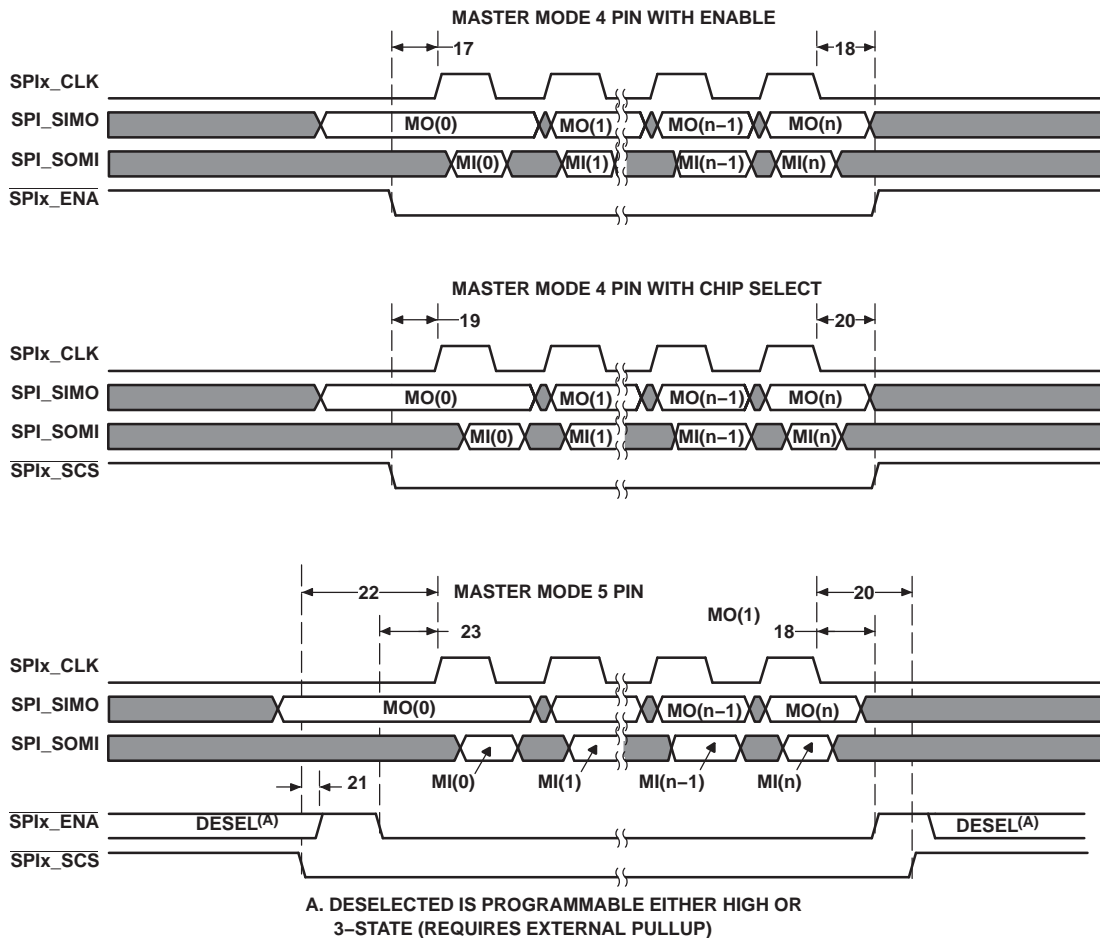 MASTER MODE 4 PIN WITH ENABLE
17
18
SPIx_CLK
SPI_SIMO
MO(0)
MO(1)
MO(n–1)
MO(n)
SPI_SOMI
MI(0)
MI(1)
MI(n–1)
MI(n)
SPIx_ENA
MASTER MODE 4 PIN WITH CHIP SELECT
19
20
SPIx_CLK
SPI_SIMO
MO(0)
MO(1)
MO(n–1)
MO(n)
SPI_SOMI
MI(0)
MI(1)
MI(n–1)
MI(n)
SPIx_SCS
22
MASTER MODE 5 PIN
20
MO(1)
23
18
SPIx_CLK
SPI_SIMO
MO(0)
MO(n–1)
MO(n)
SPI_SOMI
21
MI(0)
MI(1)
MI(n–1)
MI(n)
SPIx_ENA
DESEL(A)
DESEL(A)
SPIx_SCS
A. DESELECTED IS PROGRAMMABLE EITHER HIGH OR
3–STATE (REQUIRES EXTERNAL PULLUP)